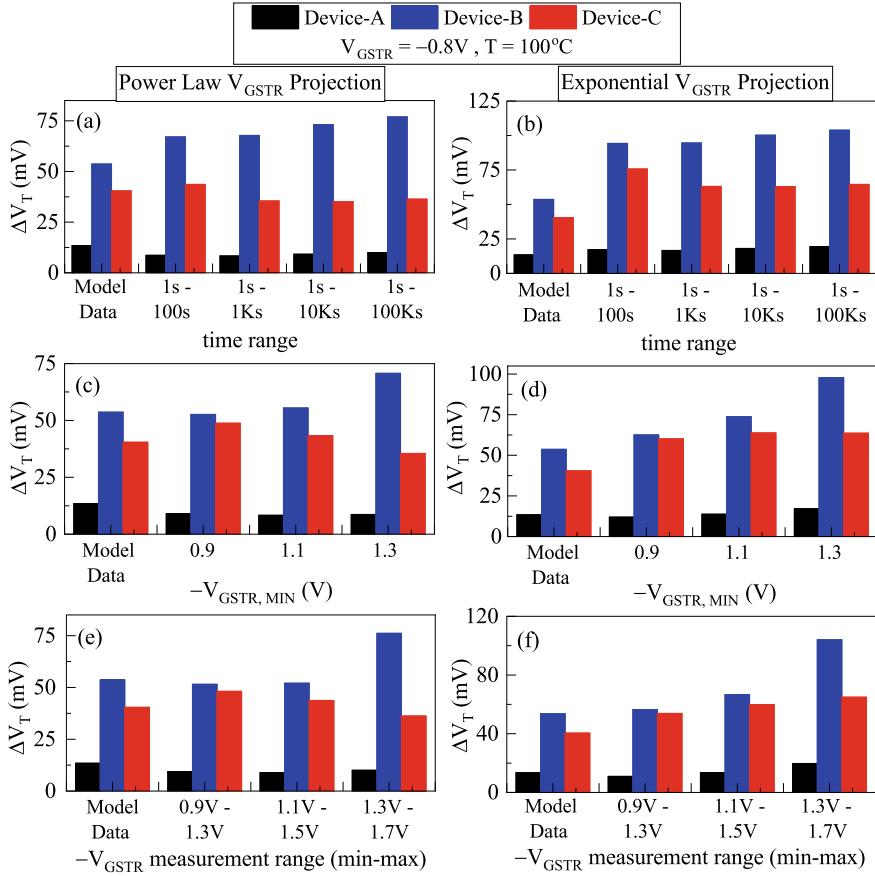 Device-A Device-B Device-C
V_GSTR = −0.8V , T = 100°C
Power Law V_GSTR Projection
Exponential V_GSTR Projection
(a)
ΔV_T (mV)
75
50
25
0
Model Data 1s - 100s 1s - 1Ks 1s - 10Ks 1s - 100Ks
time range
(b)
ΔV_T (mV)
125
100
75
25
0
Model Data 1s - 100s 1s - 1Ks 1s - 10Ks 1s - 100Ks
time range
(c)
ΔV_T (mV)
75
50
25
0
Model Data 0.9 1.1 1.3
−V_GSTR, MIN (V)
(d)
ΔV_T (mV)
100
75
50
25
0
Model Data 0.9 1.1 1.3
−V_GSTR, MIN (V)
(e)
ΔV_T (mV)
75
50
25
0
Model Data 0.9V - 1.3V 1.1V - 1.5V 1.3V - 1.7V
−V_GSTR measurement range (min-max)
(f)
ΔV_T (mV)
120
80
40
0
Model Data 0.9V - 1.3V 1.1V - 1.5V 1.3V - 1.7V
−V_GSTR measurement range (min-max)